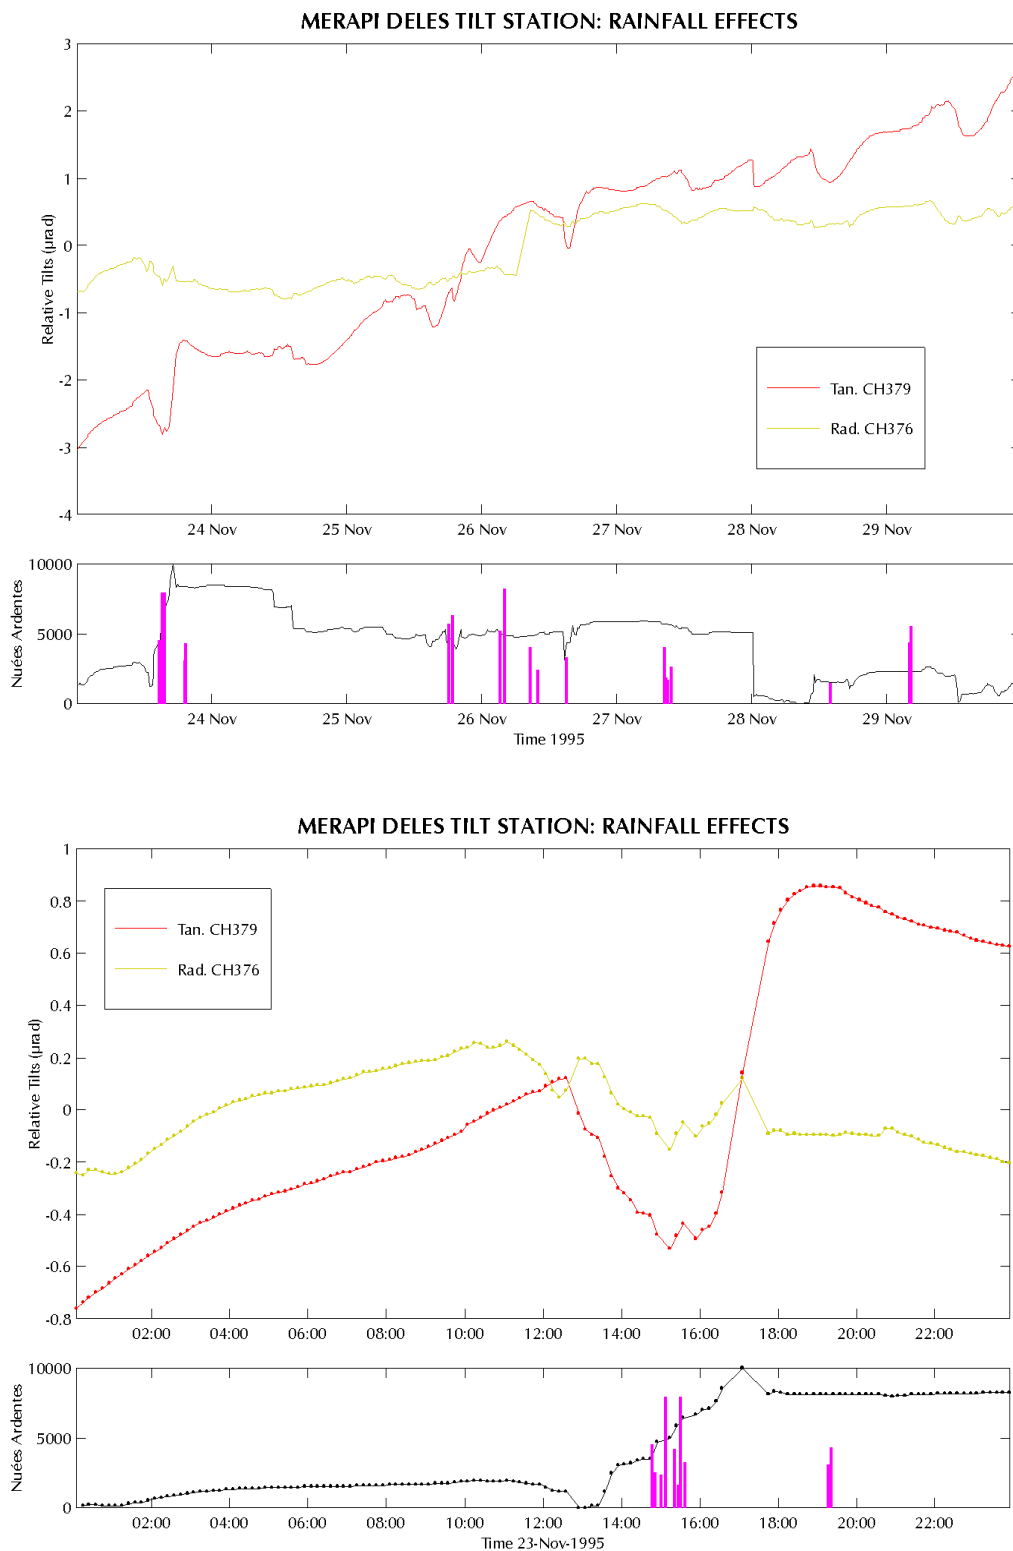 MERAPI DELES TILT STATION: RAINFALL EFFECTS
3
2
1
0
-1
-2
-3
-4
Relative Tilts (µrad)
Tan. CH379
Rad. CH376
24 Nov 25 Nov 26 Nov 27 Nov 28 Nov 29 Nov
10000
5000
0
Nuées Ardentes
24 Nov 25 Nov 26 Nov 27 Nov 28 Nov 29 Nov
Time 1995
MERAPI DELES TILT STATION: RAINFALL EFFECTS
1
0.8
0.6
0.4
0.2
0
-0.2
-0.4
-0.6
-0.8
Relative Tilts (µrad)
Tan. CH379
Rad. CH376
02:00 04:00 06:00 08:00 10:00 12:00 14:00 16:00 18:00 20:00 22:00
10000
5000
0
Nuées Ardentes
02:00 04:00 06:00 08:00 10:00 12:00 14:00 16:00 18:00 20:00 22:00
Time 23-Nov-1995